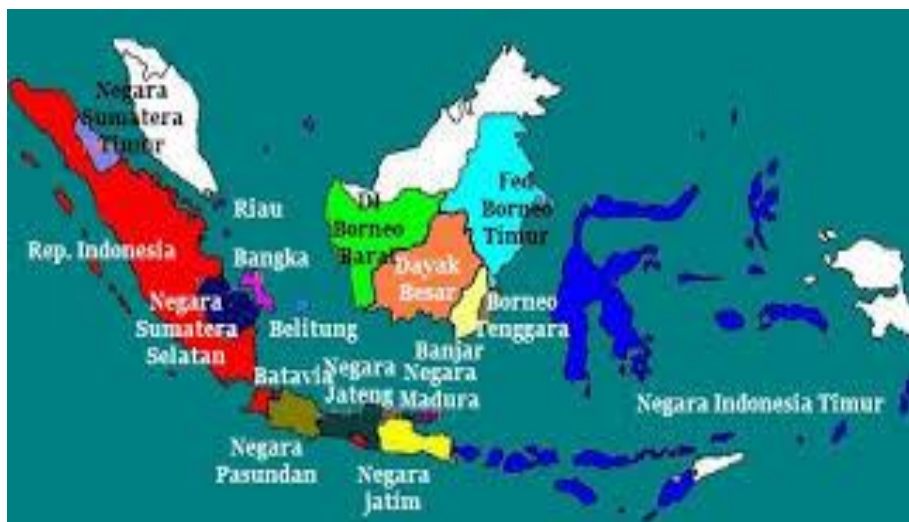 Negara
Sumatera
Timur
Riau
Rep. Indonesia
Bangka
Negara
Sumatera
Selatan
Belitung
DI
Borneo
Barat
Fed
Borneo
Timur
Dayak
Besar
Borneo
Tenggara
Banjar
Batavia
Negara
Jateng
Negara
Madura
Negara Indonesia Timur
Negara
Pasundan
Negara
jatim